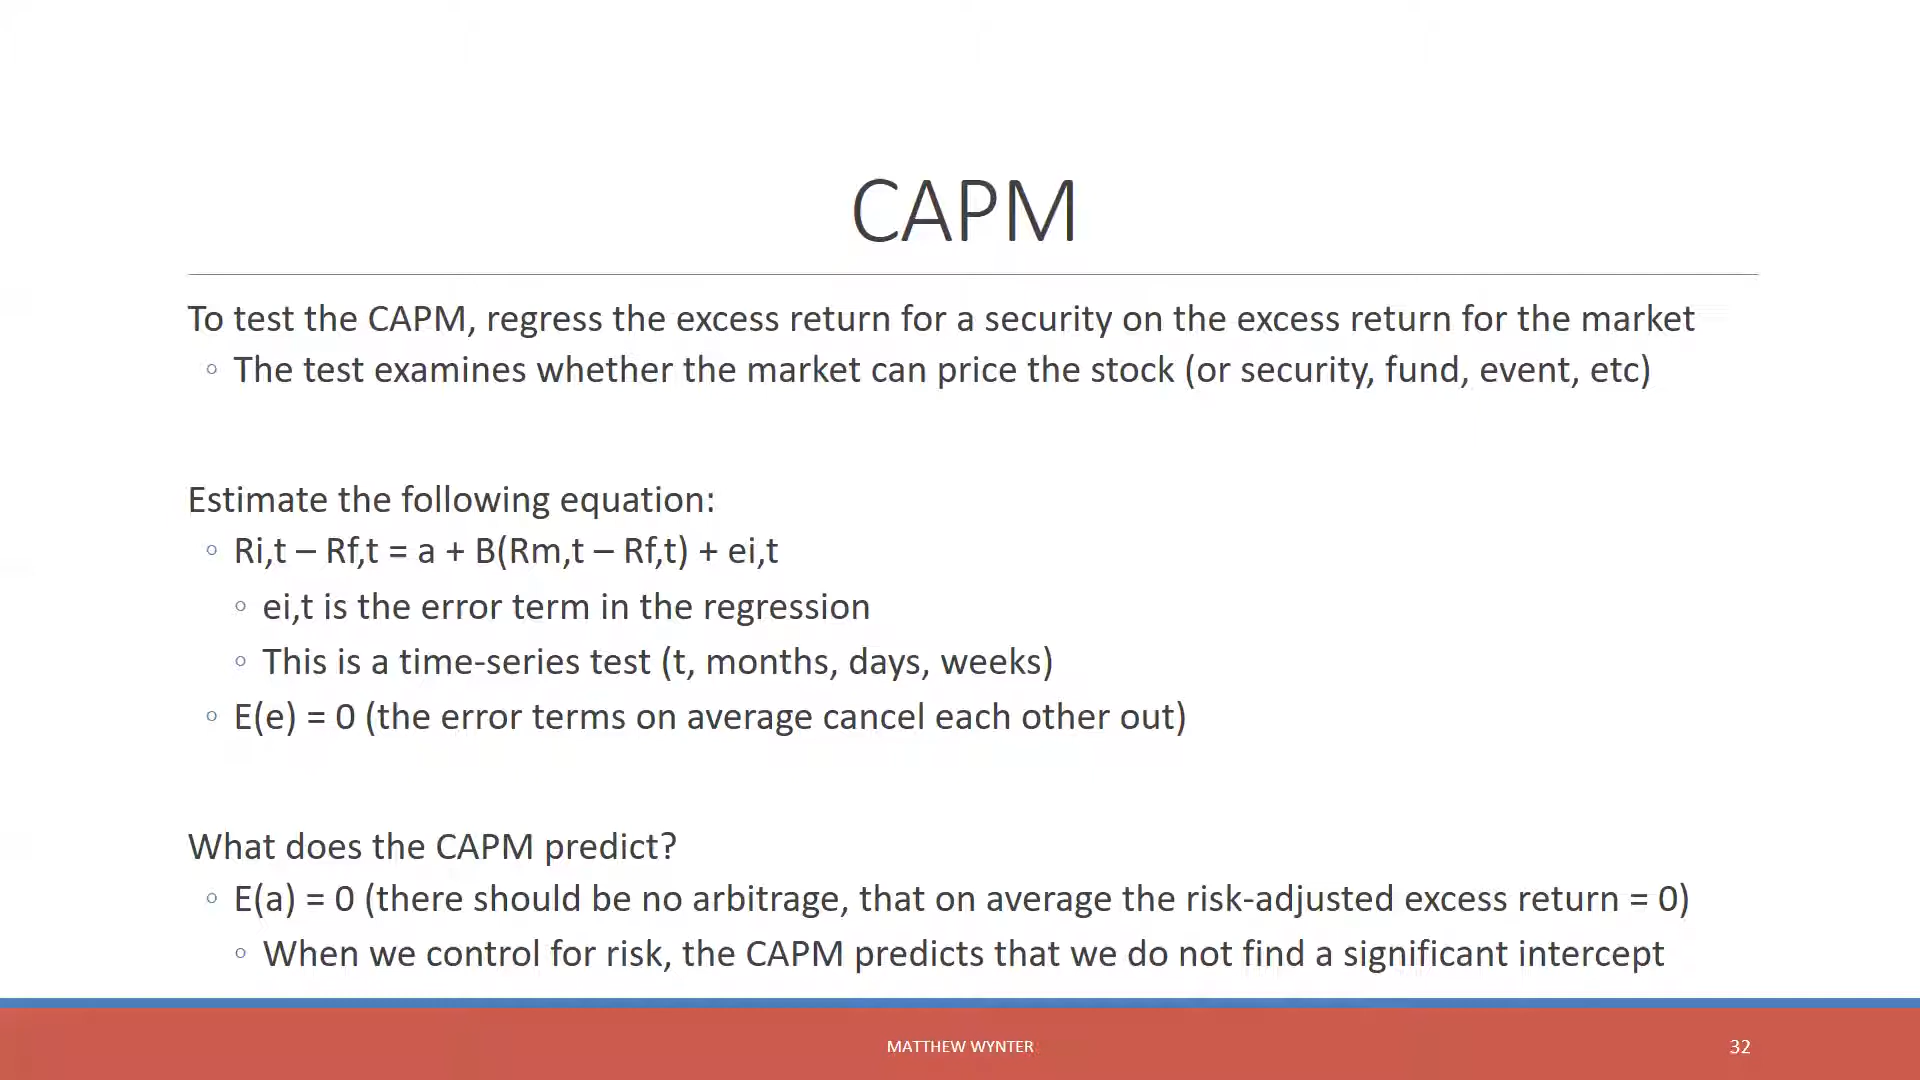 CAPM
To test the CAPM, regress the excess return for a security on the excess return for the market
◦ The test examines whether the market can price the stock (or security, fund, event, etc)
Estimate the following equation:
◦ Ri,t – Rf,t = a + B(Rm,t – Rf,t) + ei,t
◦ ei,t is the error term in the regression
◦ This is a time-series test (t, months, days, weeks)
◦ E(e) = 0 (the error terms on average cancel each other out)
What does the CAPM predict?
◦ E(a) = 0 (there should be no arbitrage, that on average the risk-adjusted excess return = 0)
◦ When we control for risk, the CAPM predicts that we do not find a significant intercept
MATTHEW WYNTER
32